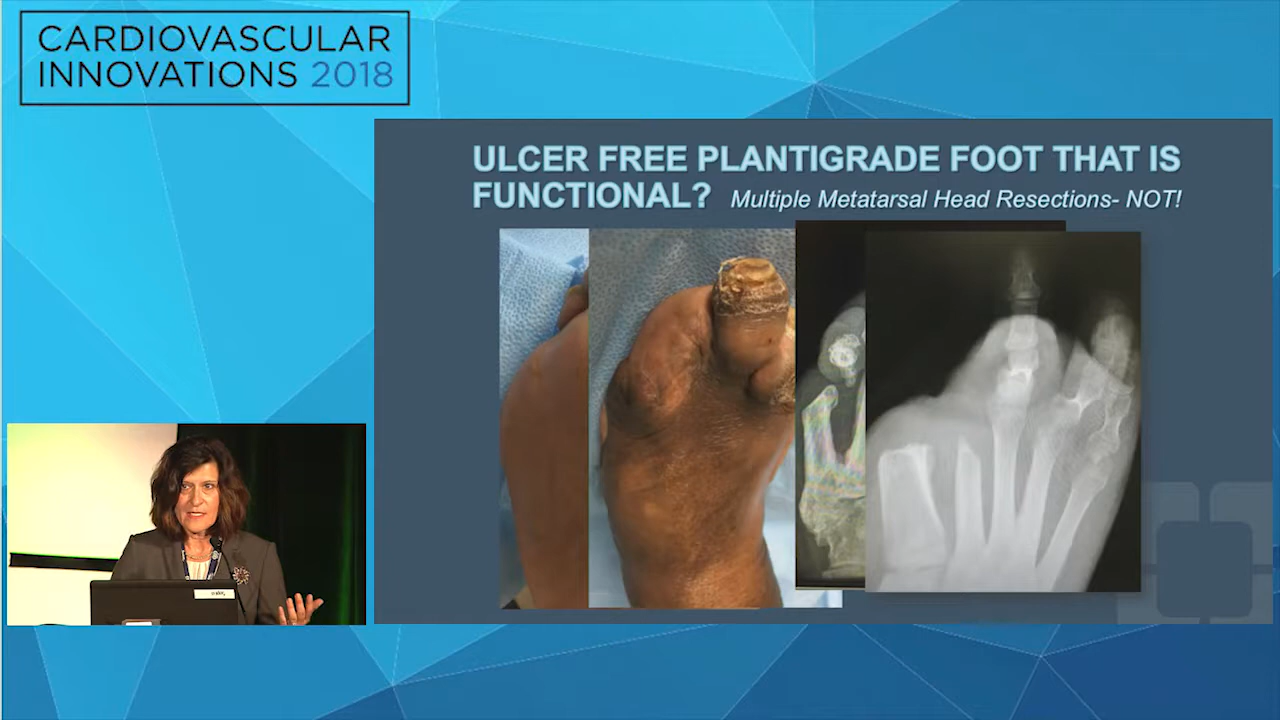 CARDIOVASCULAR
INNOVATIONS 2018
ULCER FREE PLANTIGRADE FOOT THAT IS
FUNCTIONAL? Multiple Metatarsal Head Resections- NOT!